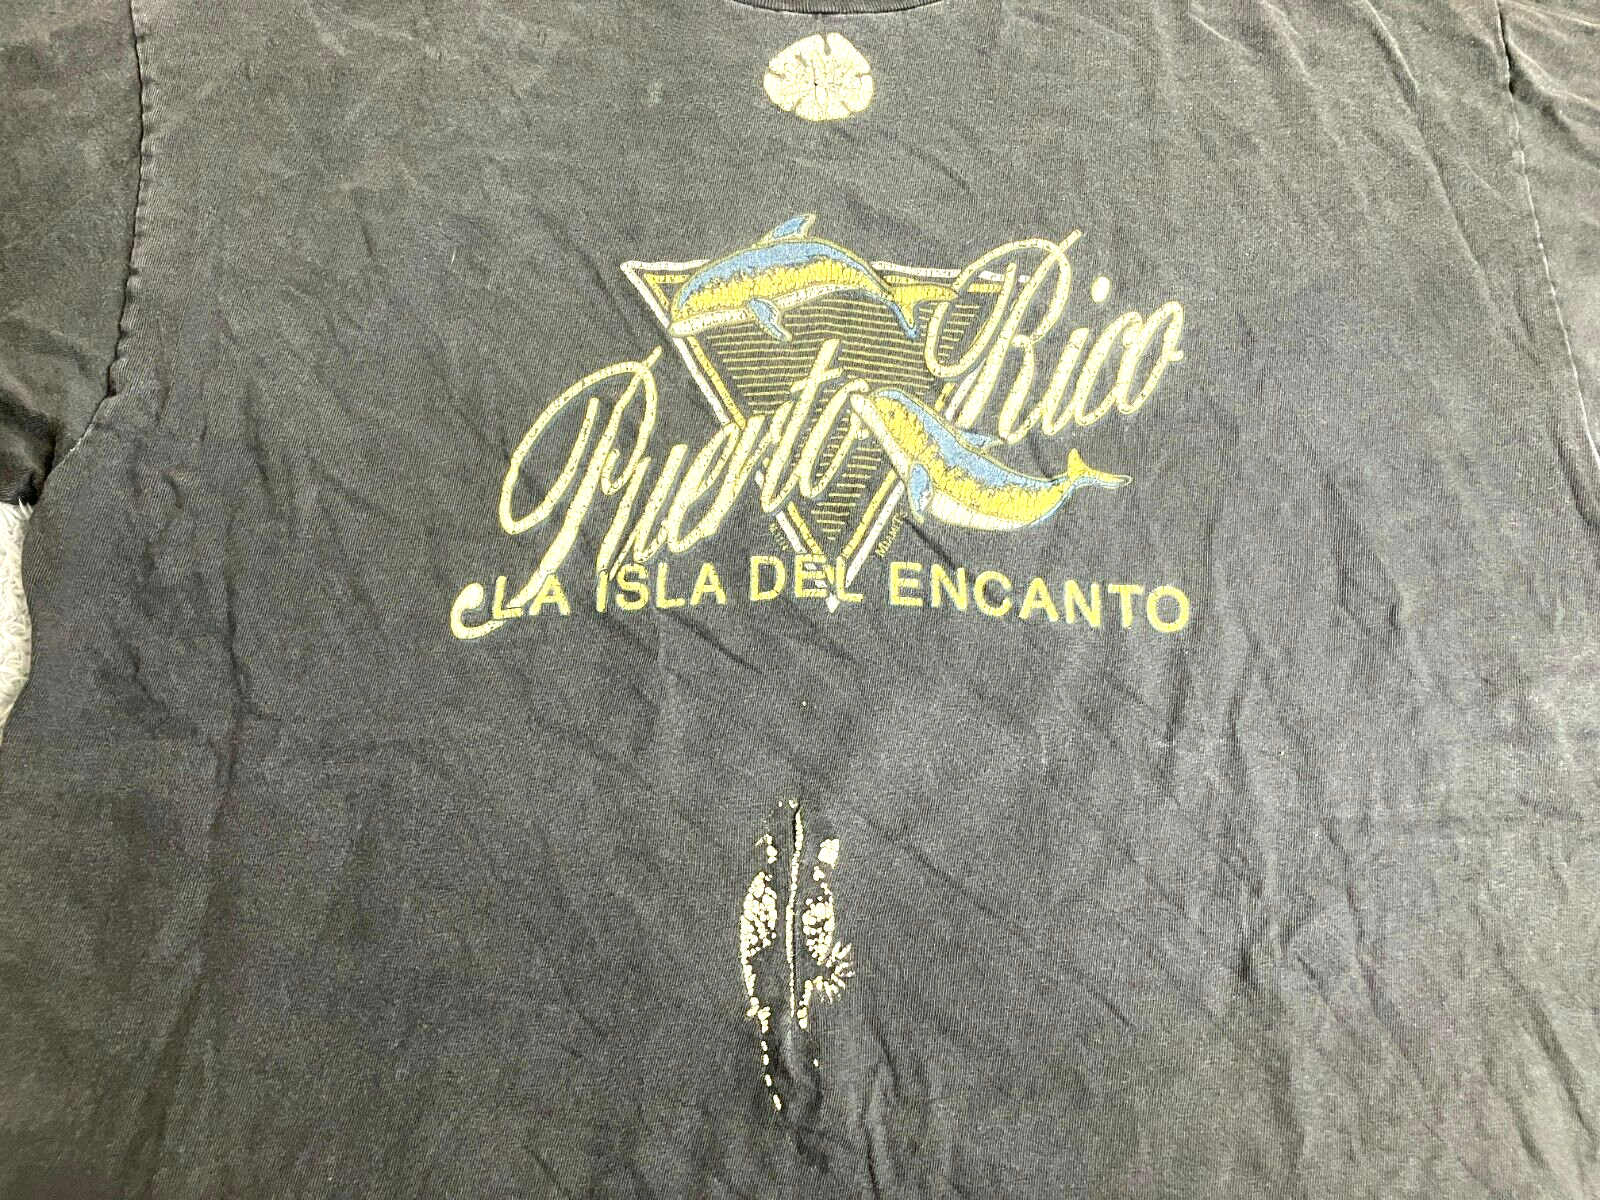 Puerto Rico
LA ISLA DEL ENCANTO